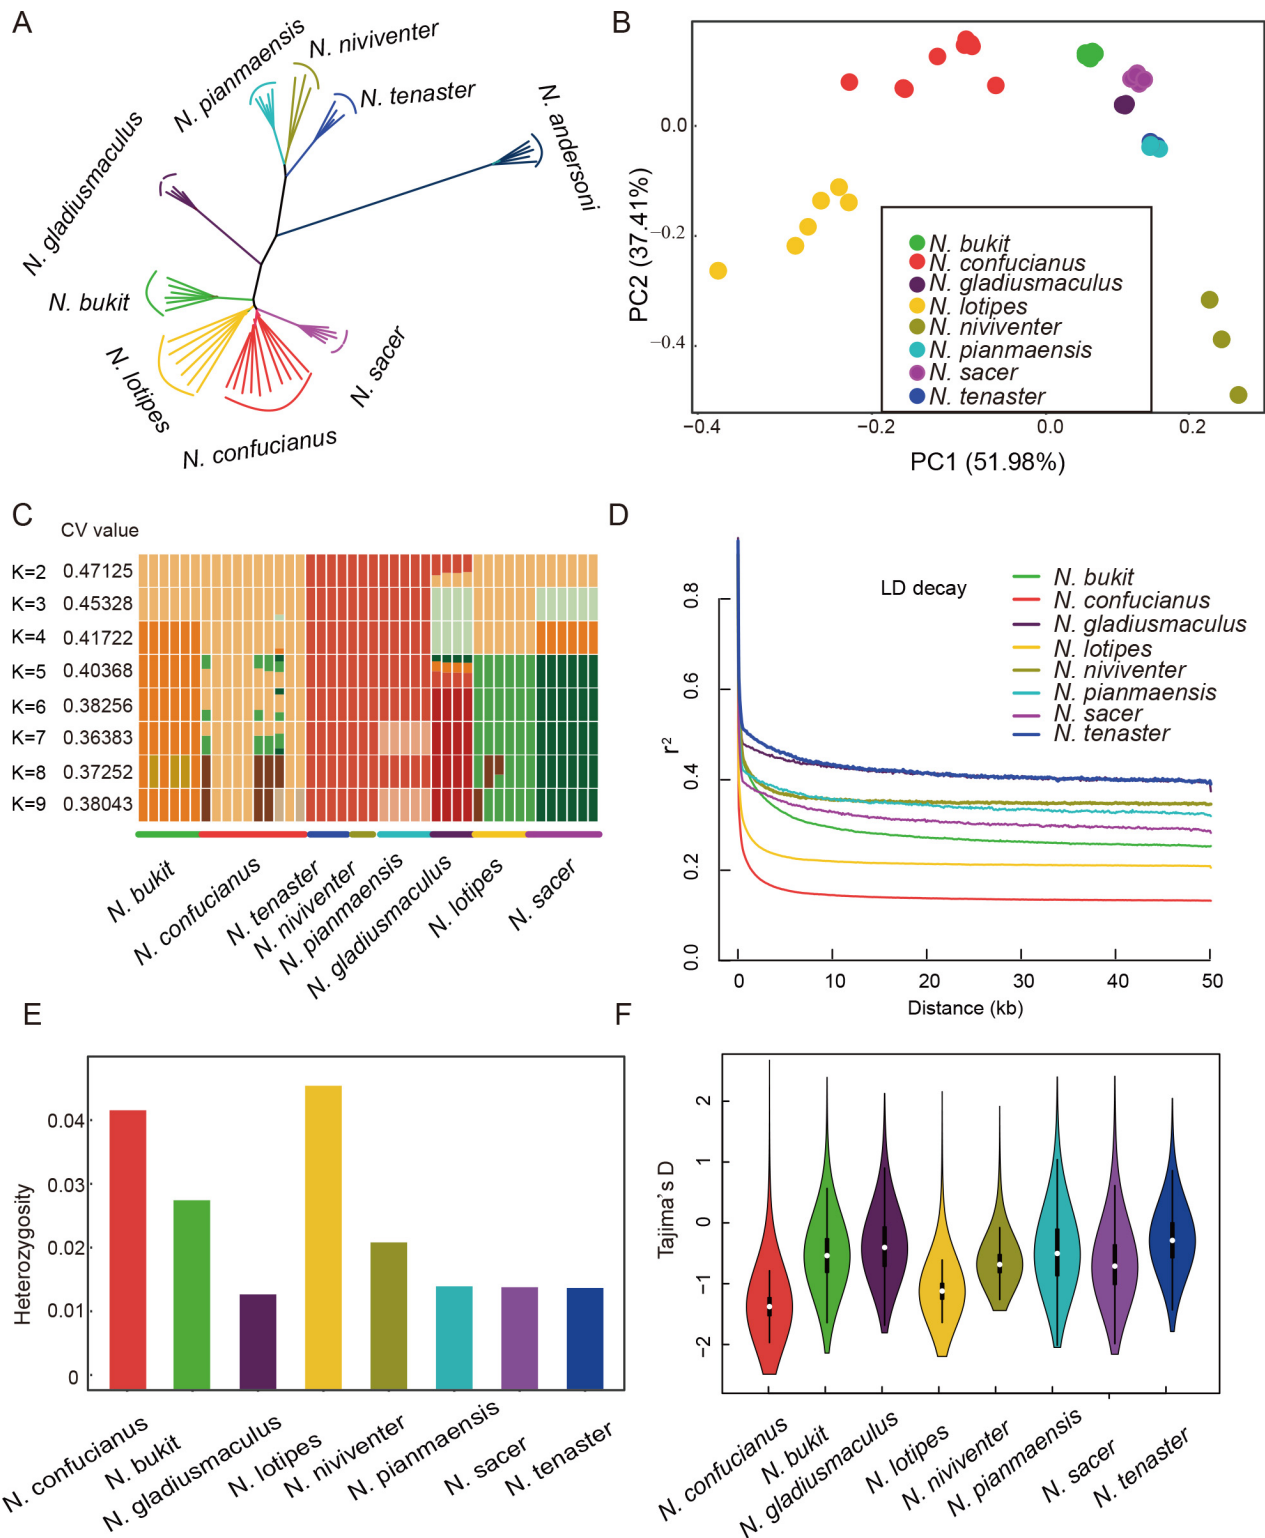 A
N. pianmaensis
N. niviventer
N. tenaster
N. andersoni
N. gladiusmaculus
N. bukit
N. lotipes
N. confucianus
N. sacer
B
PC2 (37.41%)
0.0
−0.2
−0.4
N. bukit
N. confucianus
N. gladiusmaculus
N. lotipes
N. niviventer
N. pianmaensis
N. sacer
N. tenaster
−0.4
−0.2
0.0
0.2
PC1 (51.98%)
C
CV value
K=2 0.47125
K=3 0.45328
K=4 0.41722
K=5 0.40368
K=6 0.38256
K=7 0.36383
K=8 0.37252
K=9 0.38043
N. bukit
N. confucianus
N. tenaster
N. niviventer
N. pianmaensis
N. gladiusmaculus
N. lotipes
N. sacer
D
LD decay
N. bukit
N. confucianus
N. gladiusmaculus
N. lotipes
N. niviventer
N. pianmaensis
N. sacer
N. tenaster
r²
0.8
0.6
0.4
0.2
0.0
0
10
20
30
40
50
Distance (kb)
E
Heterozygosity
0.04
0.03
0.02
0.01
0
N. confucianus
N. bukit
N. gladiusmaculus
N. lotipes
N. niviventer
N. pianmaensis
N. sacer
N. tenaster
F
Tajima's D
2
1
0
−1
−2
N. confucianus
N. bukit
N. gladiusmaculus
N. lotipes
N. niviventer
N. pianmaensis
N. sacer
N. tenaster